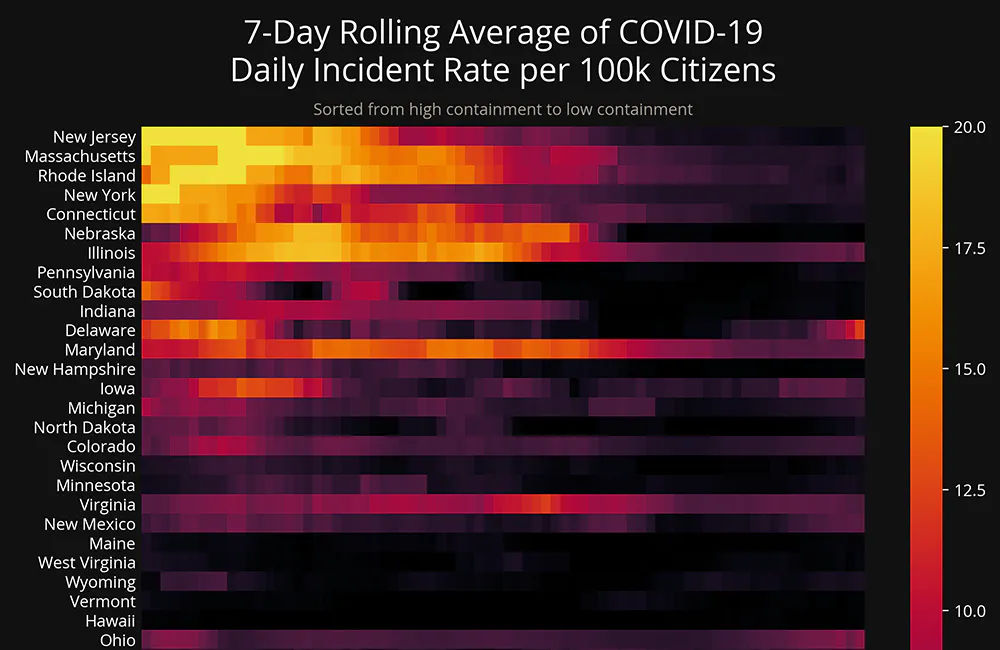 7-Day Rolling Average of COVID-19
Daily Incident Rate per 100k Citizens
Sorted from high containment to low containment
New Jersey
Massachusetts
Rhode Island
New York
Connecticut
Nebraska
Illinois
Pennsylvania
South Dakota
Indiana
Delaware
Maryland
New Hampshire
Iowa
Michigan
North Dakota
Colorado
Wisconsin
Minnesota
Virginia
New Mexico
Maine
West Virginia
Wyoming
Vermont
Hawaii
Ohio
20.0
17.5
15.0
12.5
10.0